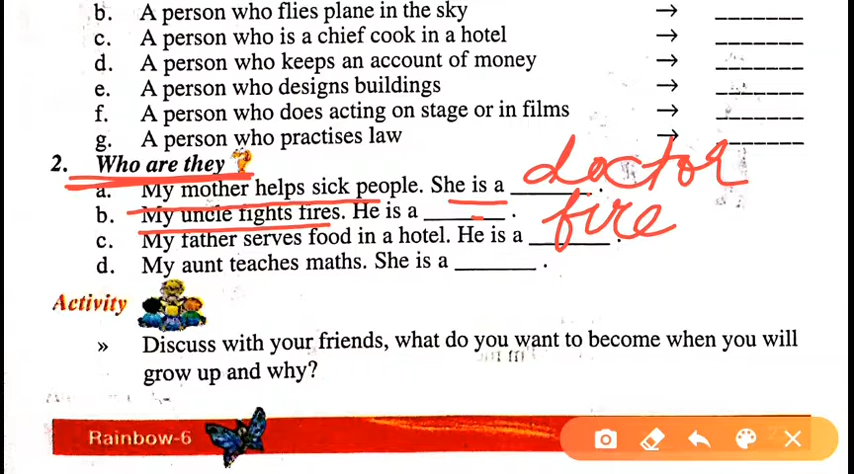 b. A person who flies plane in the sky → ________
c. A person who is a chief cook in a hotel → ________
d. A person who keeps an account of money → ________
e. A person who designs buildings → ________
f. A person who does acting on stage or in films → ________
g. A person who practises law → ________
2. Who are they?
a. My mother helps sick people. She is a doctor.
b. My uncle fights fires. He is a fire.
c. My father serves food in a hotel. He is a ________.
d. My aunt teaches maths. She is a ________.
Activity
» Discuss with your friends, what do you want to become when you will
grow up and why?
Rainbow-6